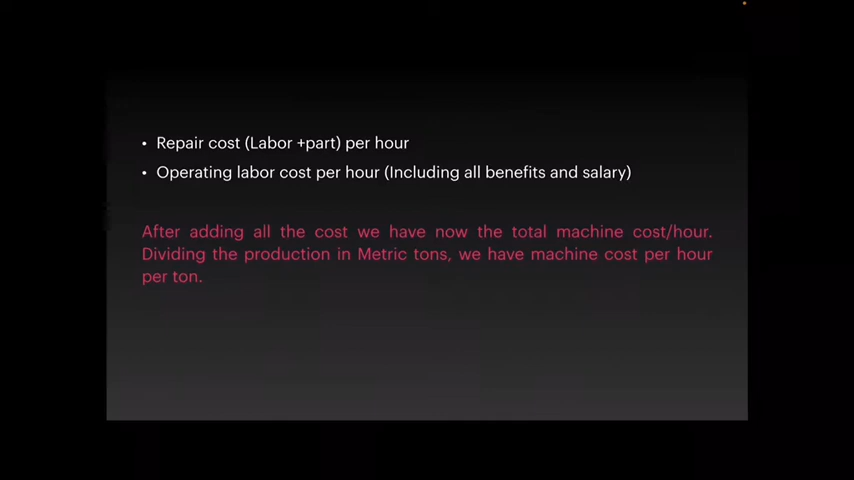 • Repair cost (Labor +part) per hour
• Operating labor cost per hour (Including all benefits and salary)
After adding all the cost we have now the total machine cost/hour.
Dividing the production in Metric tons, we have machine cost per hour
per ton.